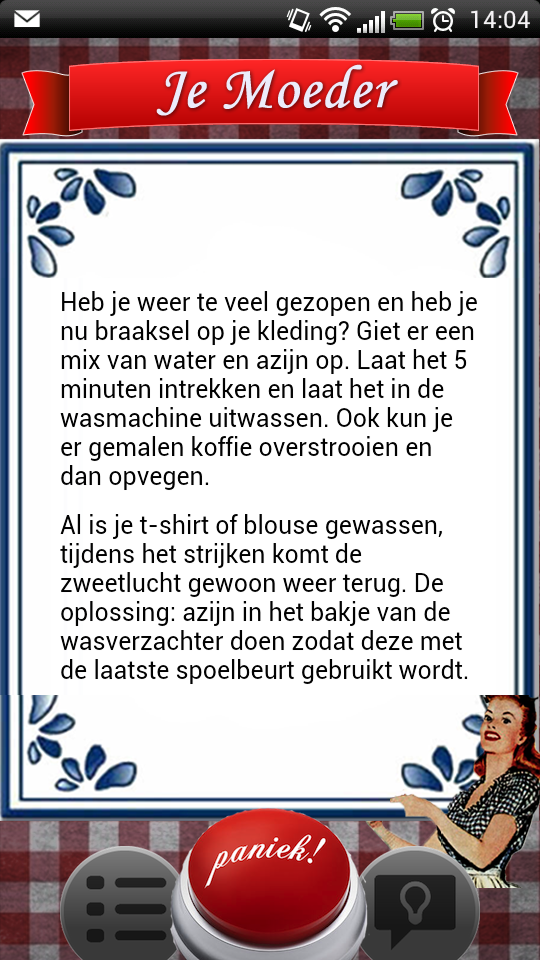 14:04
Je Moeder
Heb je weer te veel gezopen en heb je
nu braaksel op je kleding? Giet er een
mix van water en azijn op. Laat het 5
minuten intrekken en laat het in de
wasmachine uitwassen. Ook kun je
er gemalen koffie overstrooien en
dan opvegen.
Al is je t-shirt of blouse gewassen,
tijdens het strijken komt de
zweetlucht gewoon weer terug. De
oplossing: azijn in het bakje van de
wasverzachter doen zodat deze met
de laatste spoelbeurt gebruikt wordt.
paniek!